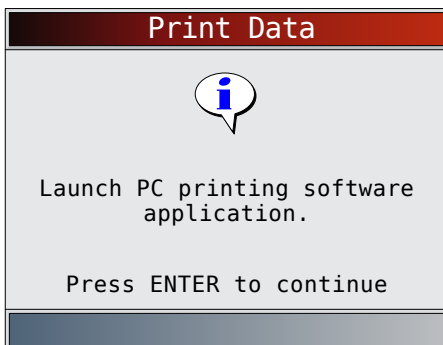 Print Data
i
Launch PC printing software
application.
Press ENTER to continue